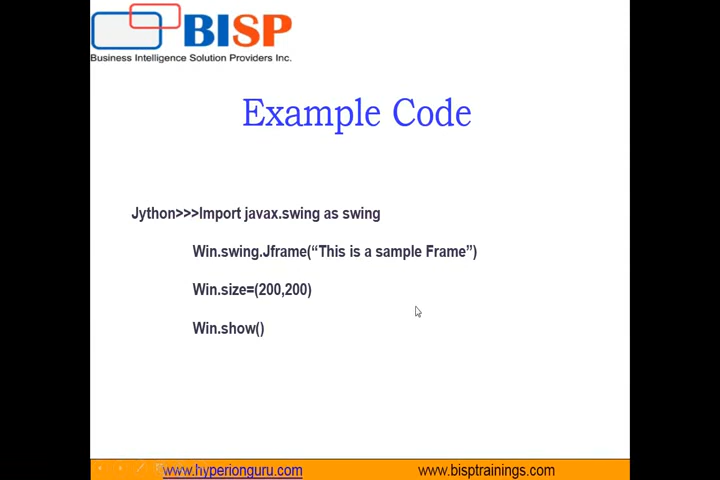 BISP
Business Intelligence Solution Providers Inc.
Example Code
Jython>>>Import javax.swing as swing
Win.swing.Jframe(“This is a sample Frame”)
Win.size=(200,200)
Win.show()
www.hyperionguru.com www.bisptrainings.com